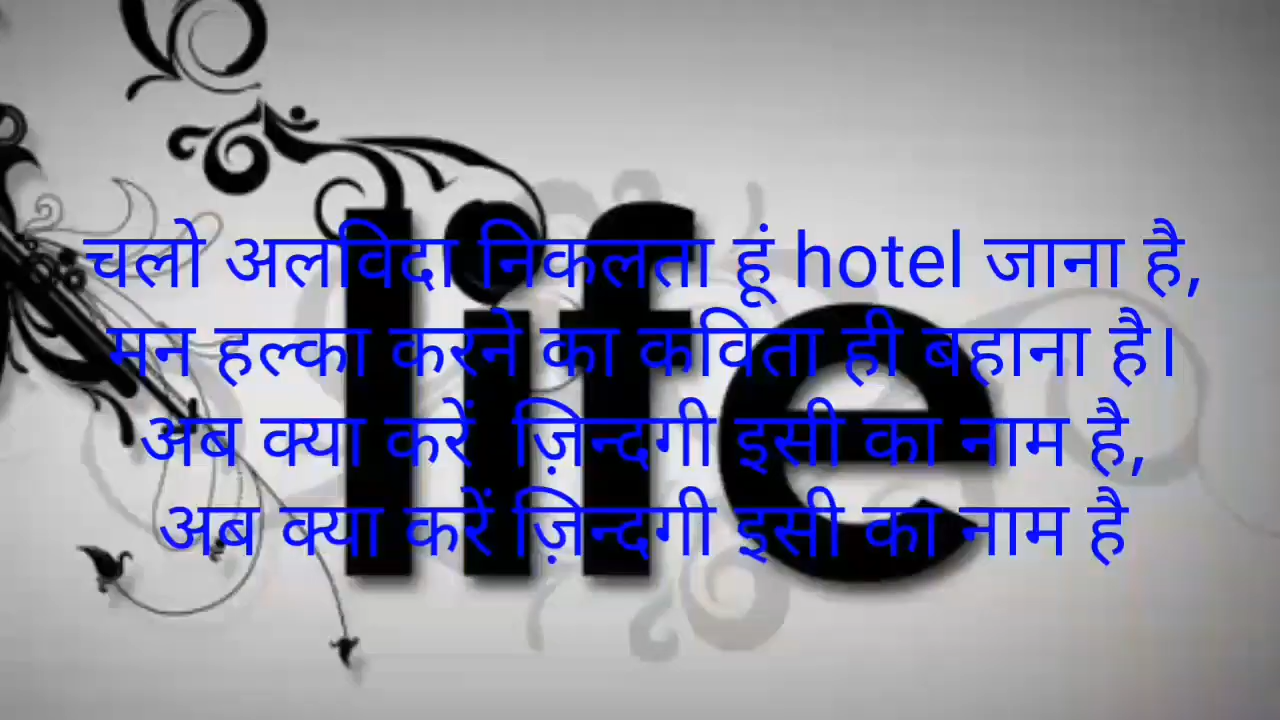 चलो अलविदा निकलता हूं hotel जाना है,
मन हल्का करने का कविता ही बहाना है।
अब क्या करें ज़िन्दगी इसी का नाम है,
अब क्या करें ज़िन्दगी इसी का नाम है
life